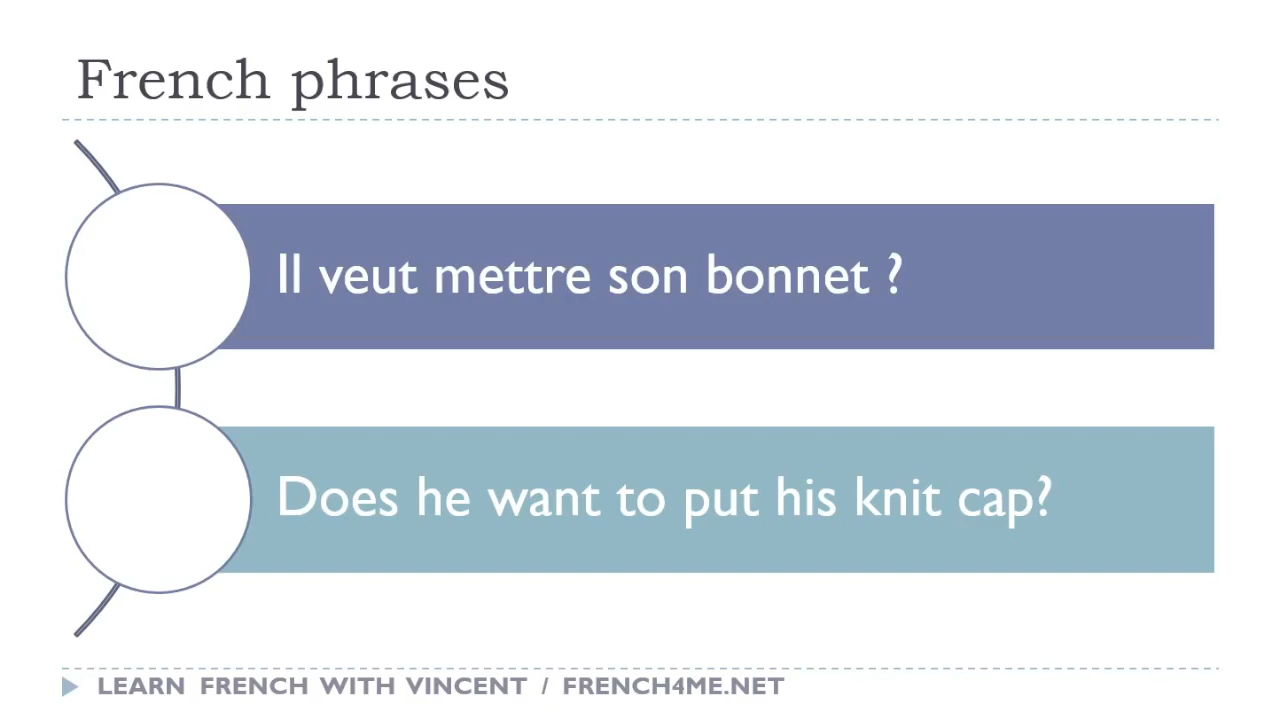 French phrases
Il veut mettre son bonnet ?
Does he want to put his knit cap?
LEARN FRENCH WITH VINCENT / FRENCH4ME.NET